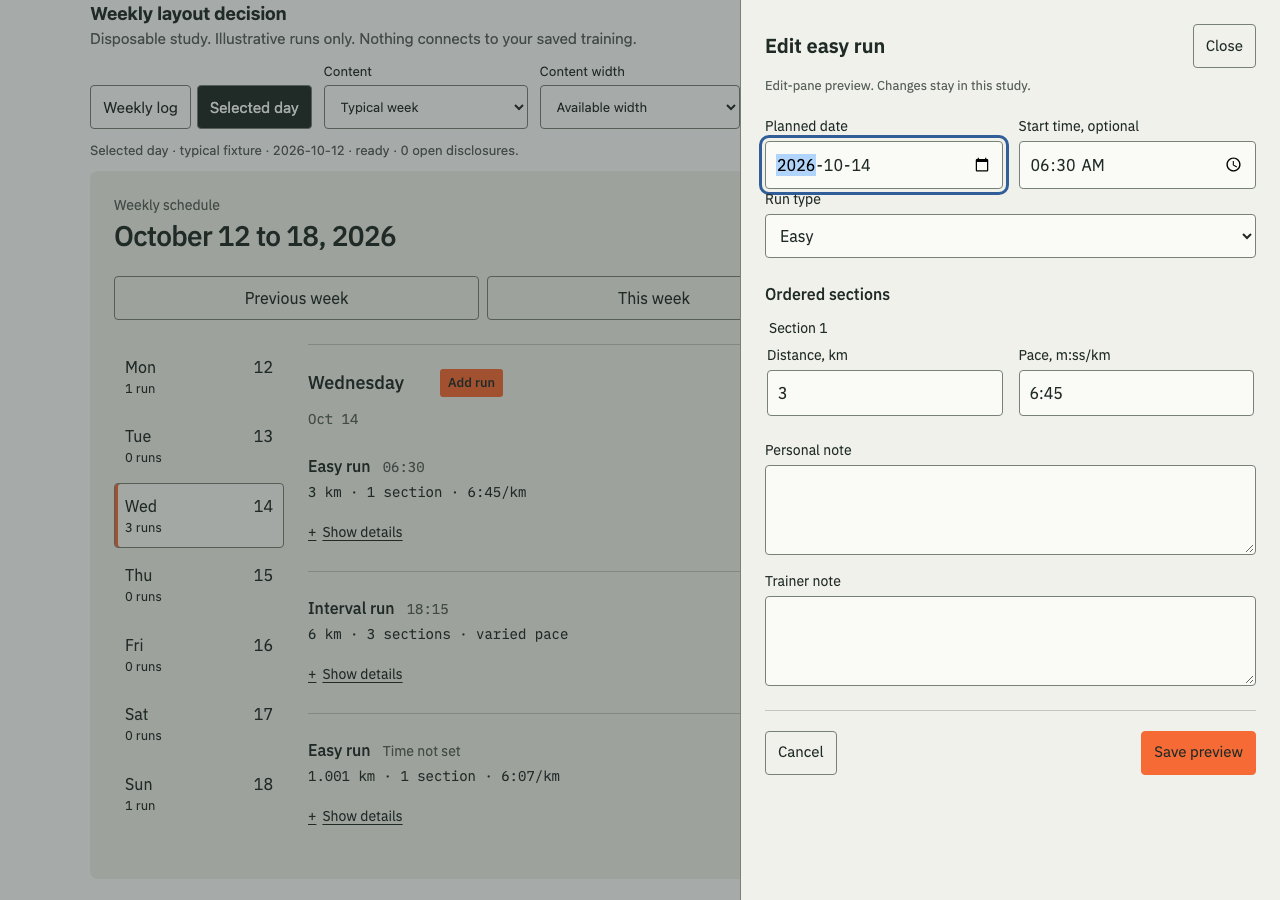 Weekly layout decision
Disposable study. Illustrative runs only. Nothing connects to your saved training.
Content
Content width
Weekly log
Selected day
Typical week
Available width
Selected day · typical fixture · 2026-10-12 · ready · 0 open disclosures.
Weekly schedule
October 12 to 18, 2026
Previous week
This week
Mon 12
1 run
Tue 13
0 runs
Wed 14
3 runs
Thu 15
0 runs
Fri 16
0 runs
Sat 17
0 runs
Sun 18
1 run
Wednesday
Add run
Oct 14
Easy run 06:30
3 km · 1 section · 6:45/km
+ Show details
Interval run 18:15
6 km · 3 sections · varied pace
+ Show details
Easy run Time not set
1.001 km · 1 section · 6:07/km
+ Show details
Edit easy run
Close
Edit-pane preview. Changes stay in this study.
Planned date
Start time, optional
2026-10-14
06:30 AM
Run type
Easy
Ordered sections
Section 1
Distance, km
Pace, m:ss/km
3
6:45
Personal note
Trainer note
Cancel
Save preview